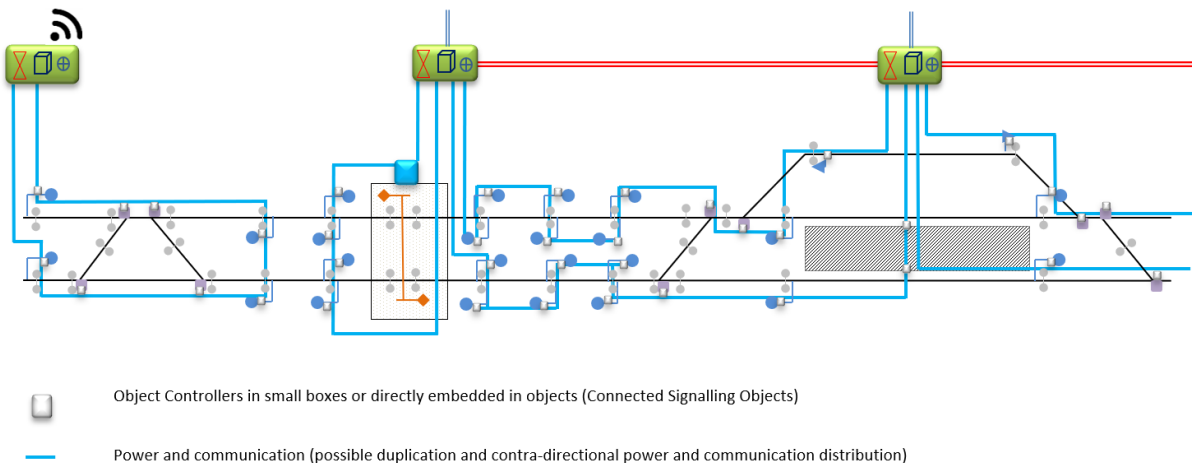 Object Controllers in small boxes or directly embedded in objects (Connected Signalling Objects)
Power and communication (possible duplication and contra-directional power and communication distribution)